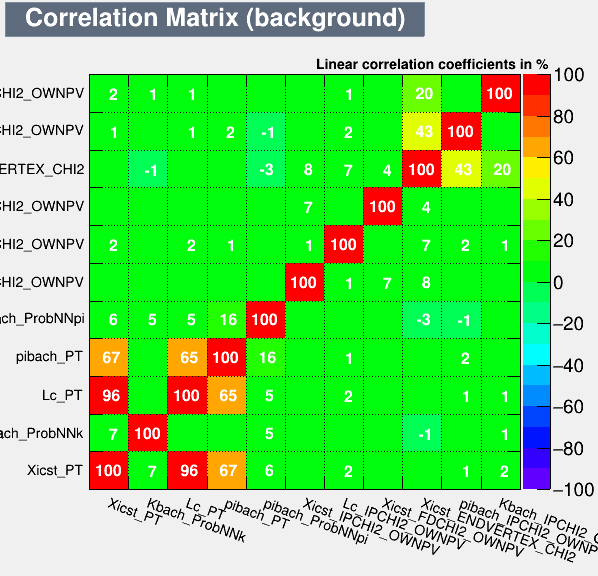 Correlation Matrix (background)
Linear correlation coefficients in %
CHI2_OWNPV 2 1 1 1 20 100
CHI2_OWNPV 1 1 2 -1 2 43 100
ERTEX_CHI2 -1 -3 8 7 4 100 43 20
CHI2_OWNPV 7 100 4
CHI2_OWNPV 2 2 1 1 100 7 2 1
CHI2_OWNPV 100 1 7 8
ach_ProbNNpi 6 5 5 16 100 -3 -1
pibach_PT 67 65 100 16 1 2
Lc_PT 96 100 65 5 2 1 1
bach_ProbNNk 7 100 5 -1 1
Xicst_PT 100 7 96 67 6 2 1 2
100
80
60
40
20
0
−20
−40
−60
−80
−100
Xicst_PT
Kbach_ProbNNk
Lc_PT
pibach_PT
pibach_ProbNNpi
Xicst_IPCHI2_OWNPV
Lc_IPCHI2_OWNPV
Xicst_FDCHI2_OWNPV
Xicst_ENDVERTEX_CHI2
pibach_IPCHI2_OWNP
Kbach_IPCHI2_O